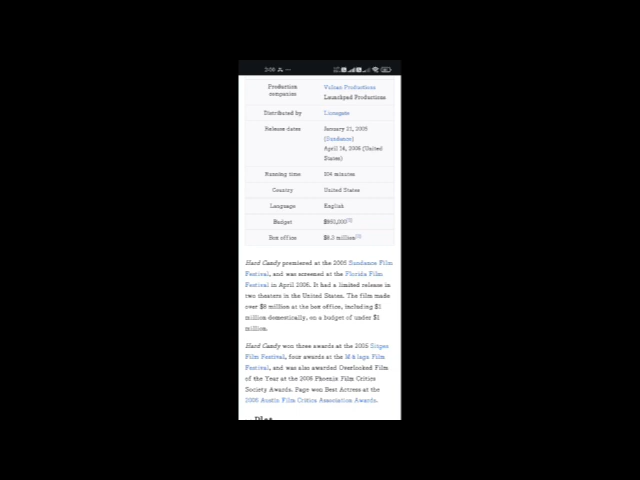 Production companies
Vulcan Productions
Launchpad Productions
Distributed by
Lionsgate
Release dates
January 21, 2005
(Sundance)
April 14, 2006 (United
States)
Running time
104 minutes
Country
United States
Language
English
Budget
Box office
million
Hard Candy premiered at the 2005 Sundance Film
Festival, and was screened at the Florida Film
Festival in April 2006. It had a limited release in
two theaters in the United States. The film made
over $8 million at the box office, including $1
million domestically, on a budget of under $1
million.
Hard Candy won three awards at the 2005 Sitges
Film Festival, four awards at the Málaga Film
Festival, and was also awarded Overlooked Film
of the Year at the 2006 Phoenix Film Critics
Society Awards. Page won Best Actress at the
2006 Austin Film Critics Association Awards.